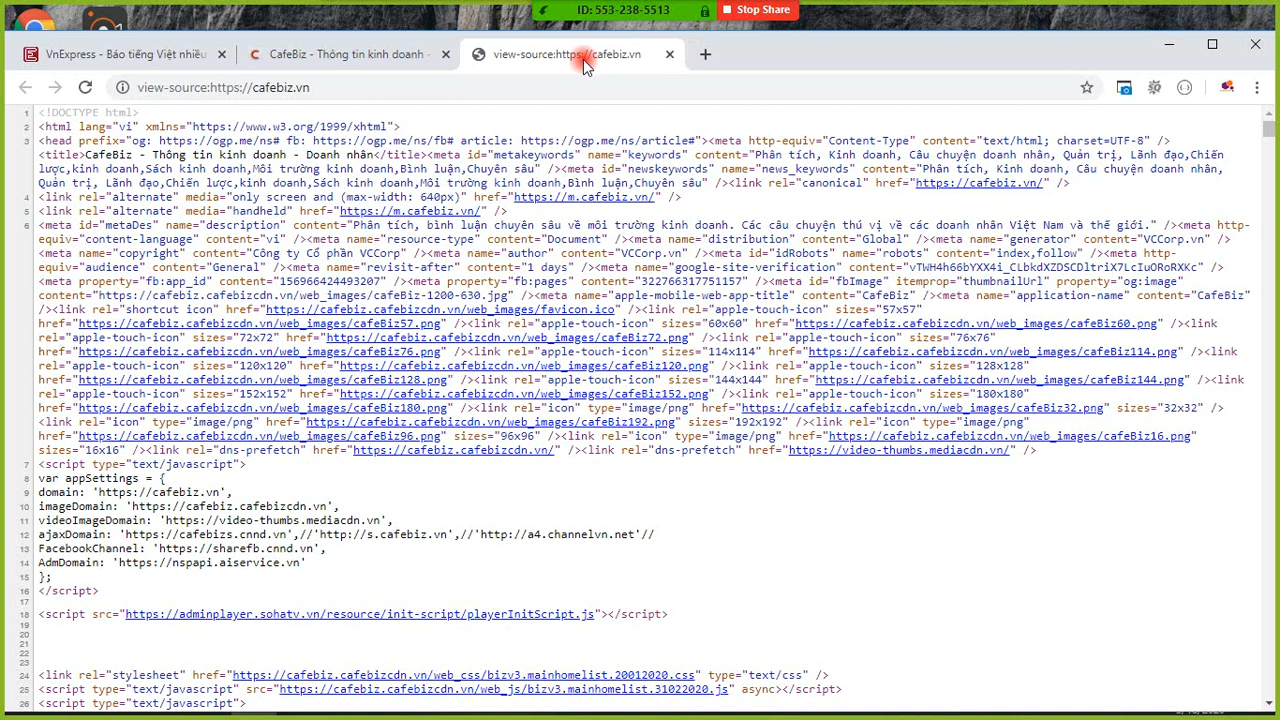 ID: 553-238-5513
Stop Share
VnExpress - Báo tiếng Việt nhiều
CafeBiz - Thông tin kinh doanh -
view-source:https://cafebiz.vn
view-source:https://cafebiz.vn
1 <!DOCTYPE html>
2 <html lang="vi" xmlns="https://www.w3.org/1999/xhtml">
3 <head prefix="og: https://ogp.me/ns# fb: https://ogp.me/ns/fb# article: https://ogp.me/ns/article#"><meta http-equiv="Content-Type" content="text/html; charset=UTF-8" />
<title>CafeBiz - Thông tin kinh doanh - Doanh nhân</title><meta id="metakeywords" name="keywords" content="Phân tích, Kinh doanh, Câu chuyện doanh nhân, Quản trị, Lãnh đạo,Chiến
lược,kinh doanh,Sách kinh doanh,Môi trường kinh doanh,Bình luận,Chuyên sâu" /><meta id="newskeywords" name="news_keywords" content="Phân tích, Kinh doanh, Câu chuyện doanh nhân,
Quản trị, Lãnh đạo,Chiến lược,kinh doanh,Sách kinh doanh,Môi trường kinh doanh,Bình luận,Chuyên sâu" /><link rel="canonical" href="https://cafebiz.vn/" />
4 <link rel="alternate" media="only screen and (max-width: 640px)" href="https://m.cafebiz.vn/" />
5 <link rel="alternate" media="handheld" href="https://m.cafebiz.vn/" />
6 <meta id="metaDes" name="description" content="Phân tích, bình luận chuyên sâu về môi trường kinh doanh. Các câu chuyện thú vị về các doanh nhân Việt Nam và thế giới." /><meta http-
equiv="content-language" content="vi" /><meta name="resource-type" content="Document" /><meta name="distribution" content="Global" /><meta name="generator" content="VCCorp.vn"
/><meta name="copyright" content="Công ty Cổ phần VCCorp" /><meta name="author" content="VCCorp.vn" /><meta id="idRobots" name="robots" content="index,follow" /><meta http-
equiv="audience" content="General" /><meta name="revisit-after" content="1 days" /><meta name="google-site-verification" content="vTWH4h66bYXX4i_CLbkdXZDSCDltriX7LcIuORoRXKc" />
<meta property="fb:app_id" content="156966424493207" /><meta property="fb:pages" content="322766317751157" /><meta id="fbImage" itemprop="thumbnailUrl" property="og:image"
content="https://cafebiz.cafebizcdn.vn/web_images/cafeBiz-1200-630.jpg" /><meta name="apple-mobile-web-app-title" content="CafeBiz" /><meta name="application-name" content="CafeBiz"
/><link rel="shortcut icon" href="https://cafebiz.cafebizcdn.vn/web_images/favicon.ico" /><link rel="apple-touch-icon" sizes="57x57"
href="https://cafebiz.cafebizcdn.vn/web_images/cafeBiz57.png" /><link rel="apple-touch-icon" sizes="60x60" href="https://cafebiz.cafebizcdn.vn/web_images/cafeBiz60.png" /><link
rel="apple-touch-icon" sizes="72x72" href="https://cafebiz.cafebizcdn.vn/web_images/cafeBiz72.png" /><link rel="apple-touch-icon" sizes="76x76"
href="https://cafebiz.cafebizcdn.vn/web_images/cafeBiz76.png" /><link rel="apple-touch-icon" sizes="114x114" href="https://cafebiz.cafebizcdn.vn/web_images/cafeBiz114.png" /><link
rel="apple-touch-icon" sizes="120x120" href="https://cafebiz.cafebizcdn.vn/web_images/cafeBiz120.png" /><link rel="apple-touch-icon" sizes="128x128"
href="https://cafebiz.cafebizcdn.vn/web_images/cafeBiz128.png" /><link rel="apple-touch-icon" sizes="144x144" href="https://cafebiz.cafebizcdn.vn/web_images/cafeBiz144.png" /><link
rel="apple-touch-icon" sizes="152x152" href="https://cafebiz.cafebizcdn.vn/web_images/cafeBiz152.png" /><link rel="apple-touch-icon" sizes="180x180"
href="https://cafebiz.cafebizcdn.vn/web_images/cafeBiz180.png" /><link rel="icon" type="image/png" href="https://cafebiz.cafebizcdn.vn/web_images/cafeBiz32.png" sizes="32x32" />
<link rel="icon" type="image/png" href="https://cafebiz.cafebizcdn.vn/web_images/cafeBiz192.png" sizes="192x192" /><link rel="icon" type="image/png"
href="https://cafebiz.cafebizcdn.vn/web_images/cafeBiz96.png" sizes="96x96" /><link rel="icon" type="image/png" href="https://cafebiz.cafebizcdn.vn/web_images/cafeBiz16.png"
sizes="16x16" /><link rel="dns-prefetch" href="https://cafebiz.cafebizcdn.vn/" /><link rel="dns-prefetch" href="https://video-thumbs.mediacdn.vn/" />
7 <script type="text/javascript">
8 var appSettings = {
9 domain: 'https://cafebiz.vn',
10 imageDomain: 'https://cafebiz.cafebizcdn.vn',
11 videoImageDomain: 'https://video-thumbs.mediacdn.vn',
12 ajaxDomain: 'https://cafebizs.cnnd.vn',//'http://s.cafebiz.vn',//'http://a4.channelvn.net'//
13 FacebookChannel: 'https://sharefb.cnnd.vn',
14 AdmDomain: 'https://nspapi.aiservice.vn'
15 };
16 </script>
17
18 <script src="https://adminplayer.sohatv.vn/resource/init-script/playerInitScript.js"></script>
19
20
21
22
23
24 <link rel="stylesheet" href="https://cafebiz.cafebizcdn.vn/web_css/bizv3.mainhomelist.20012020.css" type="text/css" />
25 <script type="text/javascript" src="https://cafebiz.cafebizcdn.vn/web_js/bizv3.mainhomelist.31022020.js" async></script>
26 <script type="text/javascript">